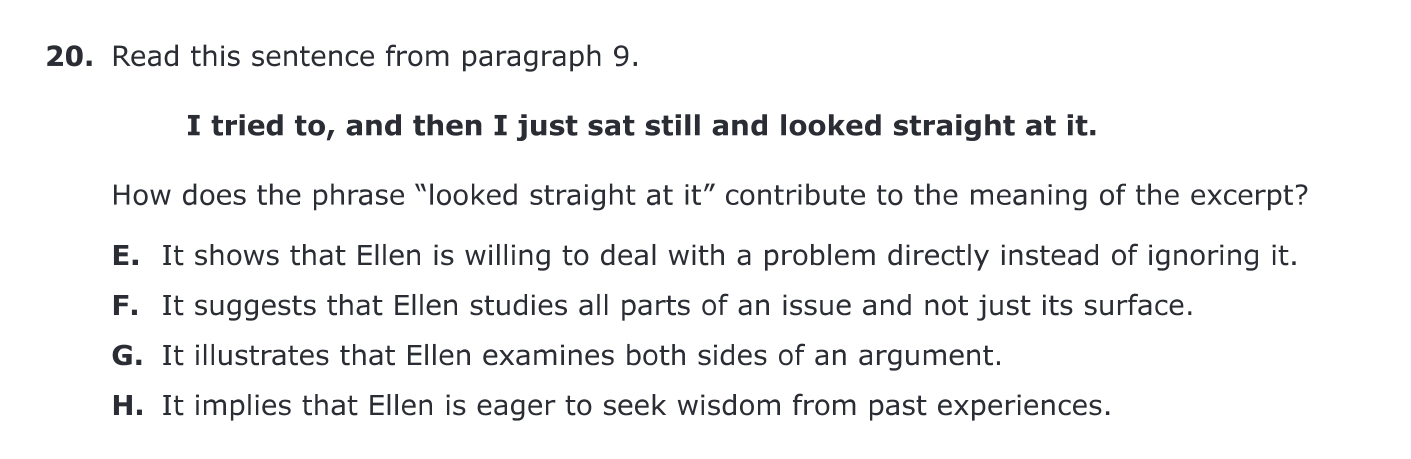 20. Read this sentence from paragraph 9.
I tried to, and then I just sat still and looked straight at it.
How does the phrase “looked straight at it” contribute to the meaning of the excerpt?
E. It shows that Ellen is willing to deal with a problem directly instead of ignoring it.
F. It suggests that Ellen studies all parts of an issue and not just its surface.
G. It illustrates that Ellen examines both sides of an argument.
H. It implies that Ellen is eager to seek wisdom from past experiences.